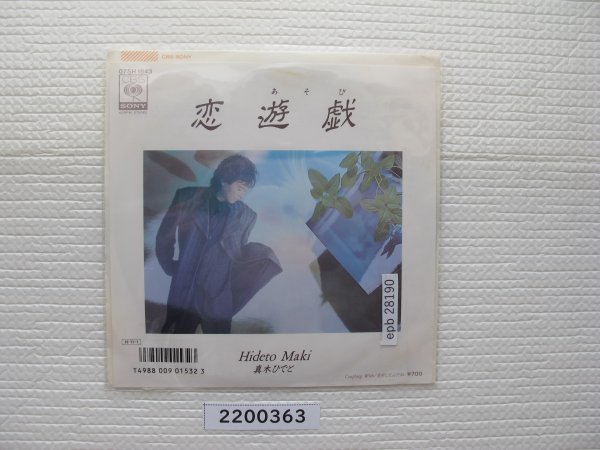 CBS/SONY
07SH 1843
CBS
SONY
あそび
恋遊戯
epb 28190
Hideto Maki
真木ひでと
T4988 009 01532 3
¥700
2200363